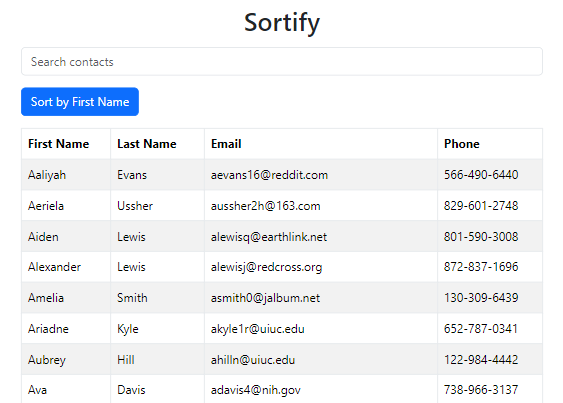 Sortify
Search contacts
Sort by First Name
First Name Last Name Email Phone
Aaliyah Evans aevans16@reddit.com 566-490-6440
Aeriela Ussher aussher2h@163.com 829-601-2748
Aiden Lewis alewisq@earthlink.net 801-590-3008
Alexander Lewis alewisj@redcross.org 872-837-1696
Amelia Smith asmith0@jalbum.net 130-309-6439
Ariadne Kyle akyle1r@uiuc.edu 652-787-0341
Aubrey Hill ahilln@uiuc.edu 122-984-4442
Ava Davis adavis4@nih.gov 738-966-3137